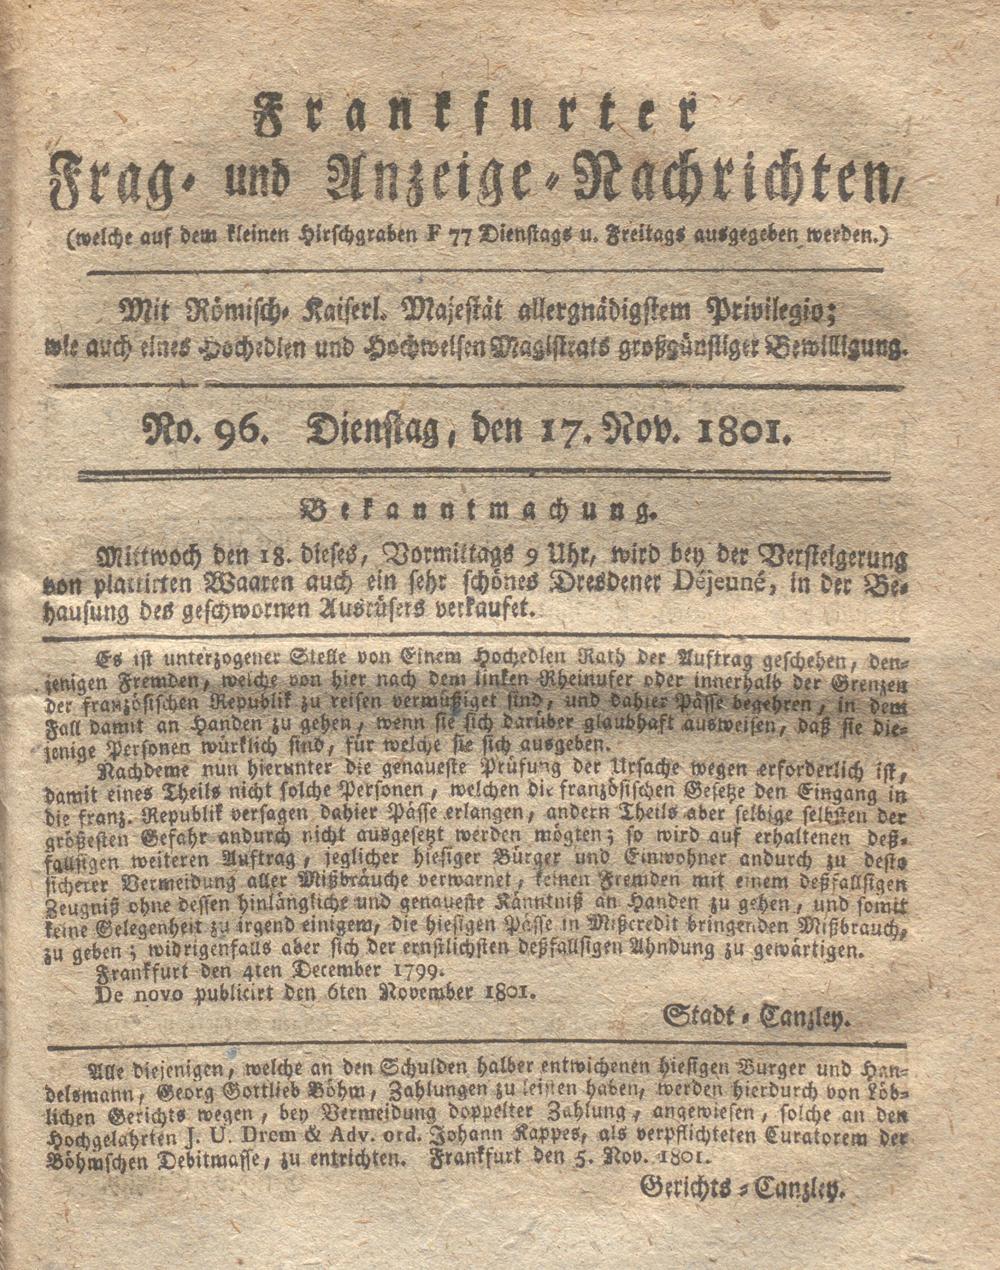 Frankfurter
Frag- und Anzeige-Nachrichten,
(welche auf dem kleinen Hirschgraben F 77 Dienstags u. Freitags ausgegeben werden.)
Mit Römisch- Kaiserl. Majestät allergnädigstem Privilegio;
wie auch eines Hochedlen und Hochweisen Magistrats großgünstiger Bewilligung.
No. 96. Dienstag, den 17. Nov. 1801.
Bekanntmachung.
Mittwoch den 18. dieses, Vormittags 9 Uhr, wird bey der Versteigerung
von plattirten Waaren auch ein sehr schönes Dresdener Déjeuné, in der Be-
hausung des geschwornen Ausrüfers verkaufet.
Es ist unterzogener Stelle von Einem Hochedlen Rath der Auftrag geschehen, den-
jenigen Fremden, welche von hier nach dem linken Rheinufer oder innerhalb der Grenzen
der französischen Republik zu reisen vermüßiget sind, und dahier Pässe begehren, in dem
Fall damit an Handen zu gehen, wenn sie sich darüber glaubhaft ausweisen, daß sie die-
jenige Personen würklich sind, für welche sie sich ausgeben.
Nachdeme nun hierunter die genaueste Prüfung der Ursache wegen erforderlich ist,
damit eines Theils nicht solche Personen, welchen die französischen Gesetze den Eingang in
die franz. Republik versagen dahier Pässe erlangen, andern Theils aber selbige selbsten der
größesten Gefahr andurch nicht ausgesetzt werden mögten; so wird auf erhaltenen deß-
fallsigen weiteren Auftrag, jeglicher hiesiger Bürger und Einwohner andurch zu desto
sicherer Vermeidung aller Mißbräuche verwarnet, keinen Fremden mit einem deßfallsigen
Zeugniß ohne dessen hinlängliche und genaueste Känntniß an Handen zu gehen, und somit
keine Gelegenheit zu irgend einigem, die hiesigen Pässe in Mißcredit bringenden Mißbrauch,
zu geben; widrigenfalls aber sich der ernstlichsten deßfallsigen Ahndung zu gewärtigen.
Frankfurt den 4ten December 1799.
De novo publicirt den 6ten November 1801.
Stadt-Canzley.
Alle diejenigen, welche an den Schulden halber entwichenen hiesigen Burger und Han-
delsmann, Georg Gottlieb Böhm, Zahlungen zu leisten haben, werden hierdurch von Löb-
lichen Gerichts wegen, bey Vermeidung doppelter Zahlung, angewiesen, solche an den
Hochgelahrten J. U. Drem & Adv. ord. Johann Kappes, als verpflichteten Curatorem der
Böhmschen Debitmasse, zu entrichten. Frankfurt den 5. Nov. 1801.
Gerichts-Canzley.